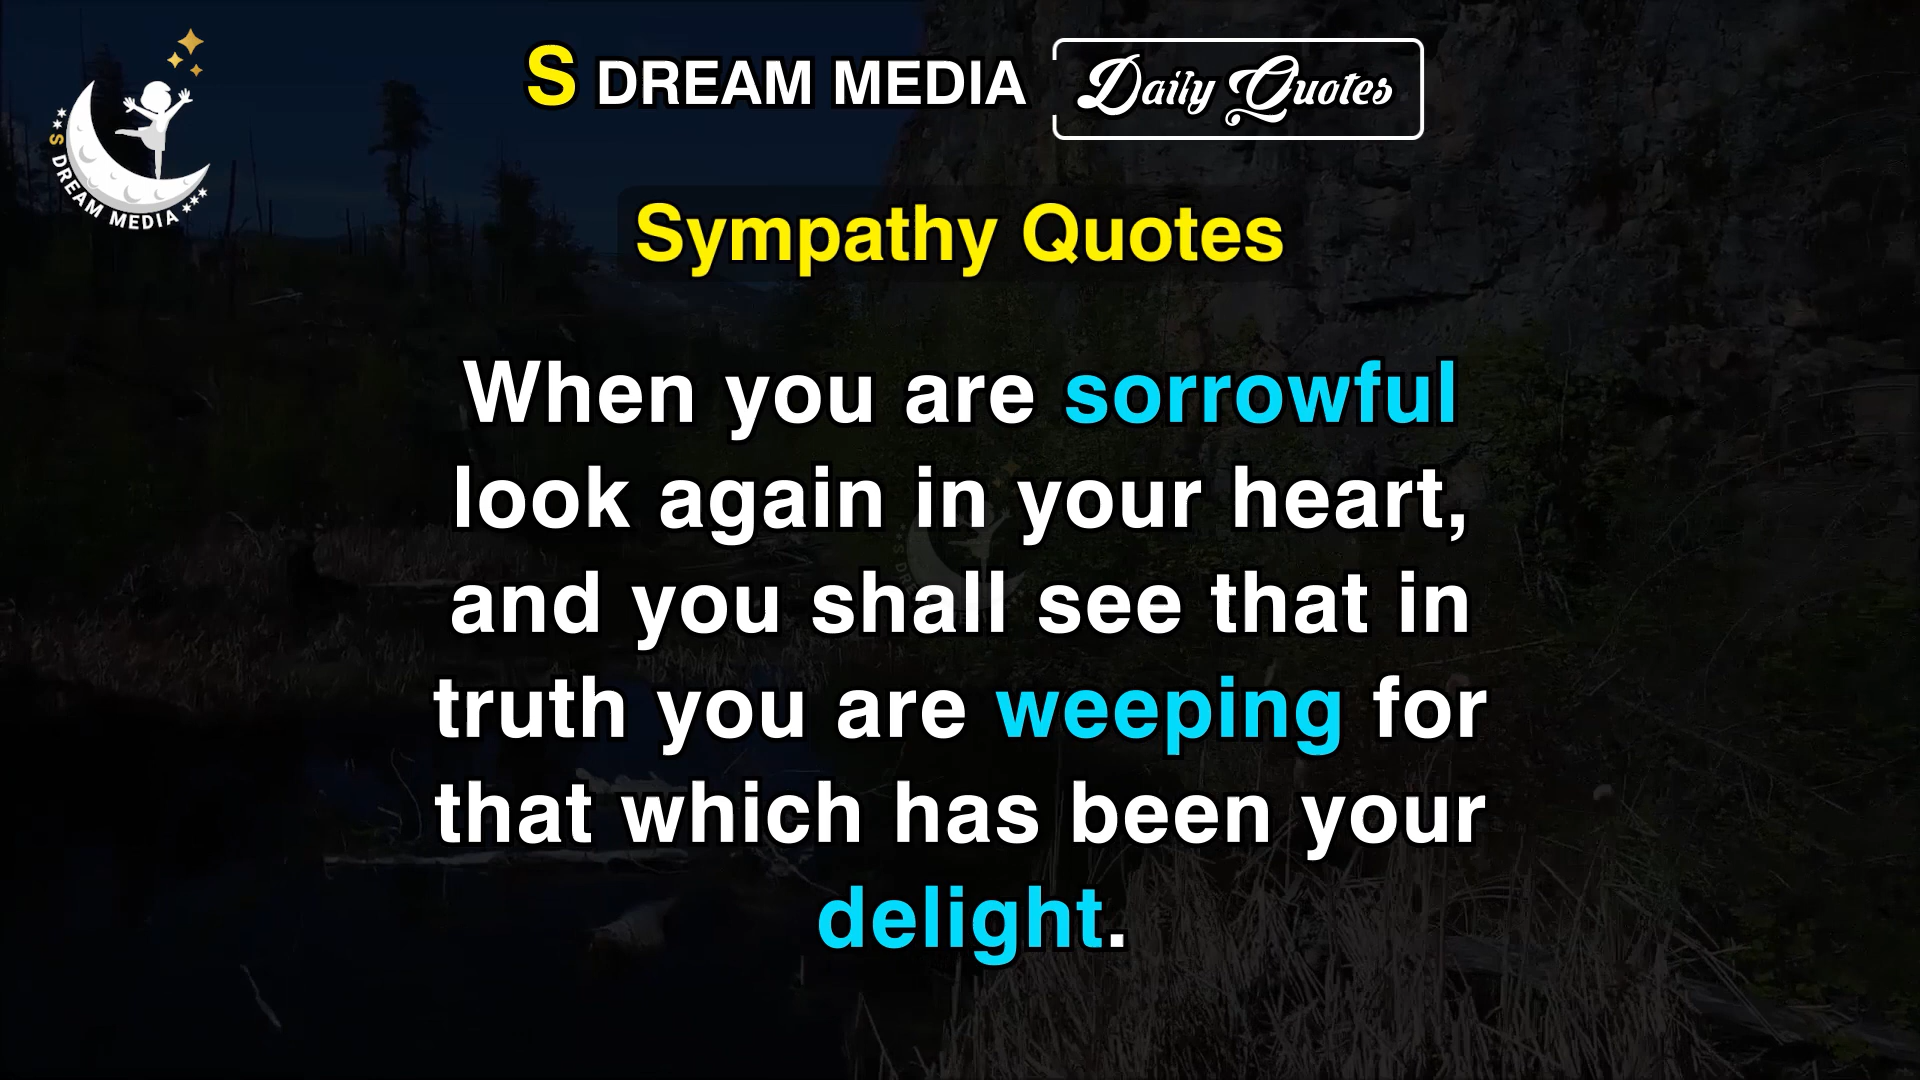 S DREAM MEDIA
S DREAM MEDIA Daily Quotes
Sympathy Quotes
When you are sorrowful
look again in your heart,
and you shall see that in
truth you are weeping for
that which has been your
delight.